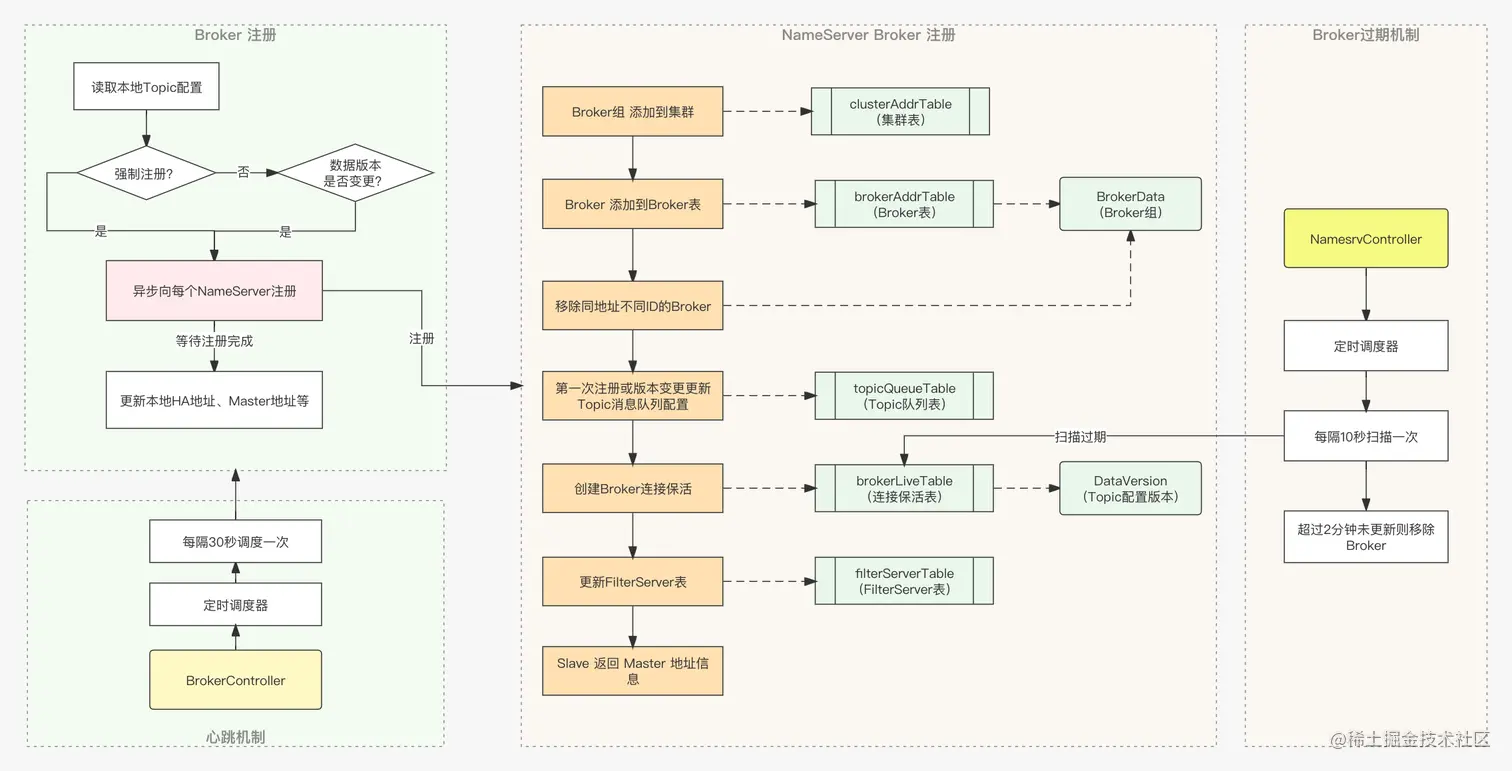 Broker 注册
读取本地Topic配置
强制注册?
否
数据版本
是否变更?
是
是
异步向每个NameServer注册
等待注册完成
注册
更新本地HA地址、Master地址等
每隔30秒调度一次
定时调度器
BrokerController
心跳机制
NameServer Broker 注册
Broker组 添加到集群
clusterAddrTable
（集群表）
Broker 添加到Broker表
brokerAddrTable
（Broker表）
BrokerData
（Broker组）
移除同地址不同ID的Broker
第一次注册或版本变更更新
Topic消息队列配置
topicQueueTable
（Topic队列表）
扫描过期
创建Broker连接保活
brokerLiveTable
（连接保活表）
DataVersion
（Topic配置版本）
更新FilterServer表
filterServerTable
（FilterServer表）
Slave 返回 Master 地址信
息
Broker过期机制
NamesrvController
定时调度器
每隔10秒扫描一次
超过2分钟未更新则移除
Broker
@稀土掘金技术社区